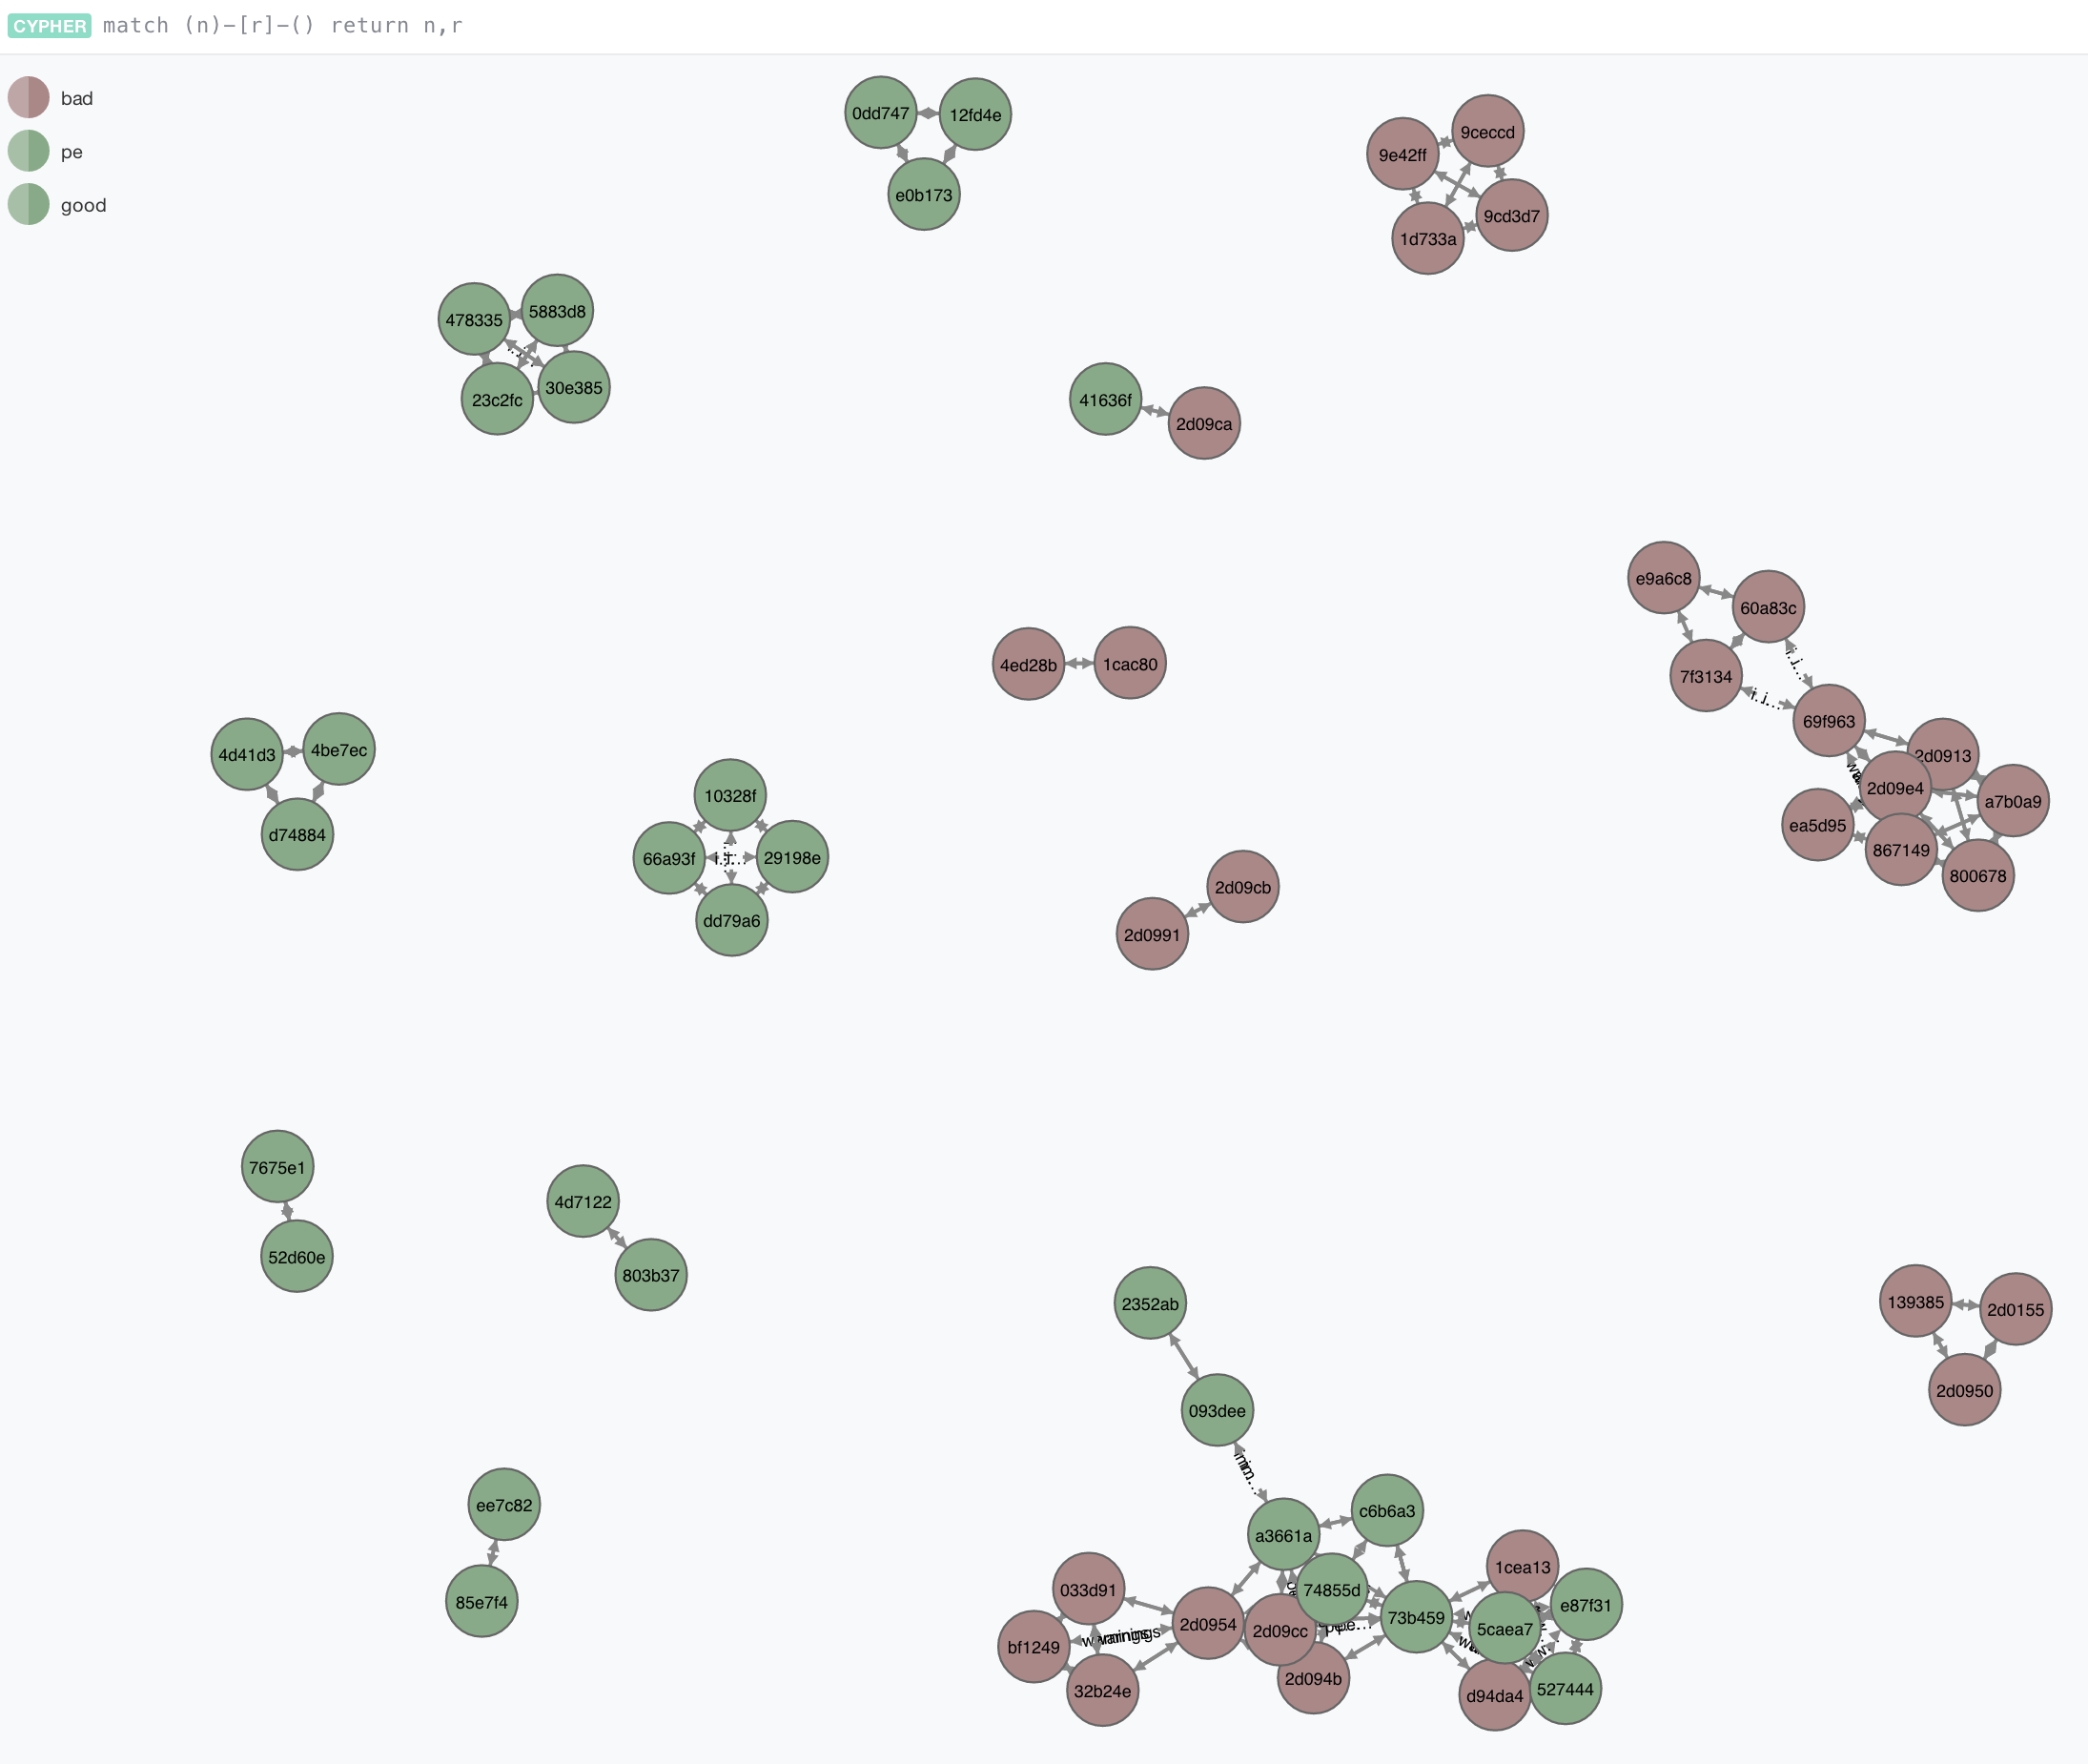 CYPHER match (n)-[r]-() return n,r
bad
pe
good
0dd747
12fd4e
e0b173
9e42ff
9ceccd
9cd3d7
1d733a
478335
5883d8
23c2fc
30e385
41636f
2d09ca
e9a6c8
60a83c
7f3134
69f963
2d0913
2d09e4
a7b0a9
ea5d95
867149
800678
4ed28b
1cac80
4d41d3
4be7ec
d74884
10328f
66a93f
29198e
dd79a6
2d09cb
2d0991
7675e1
52d60e
4d7122
803b37
2352ab
093dee
139385
2d0155
2d0950
ee7c82
85e7f4
a3661a
c6b6a3
033d91
74855d
1cea13
2d0954
2d09cc
73b459
5caea7
e87f31
bf1249
warnings
32b24e
2d094b
d94da4
527444